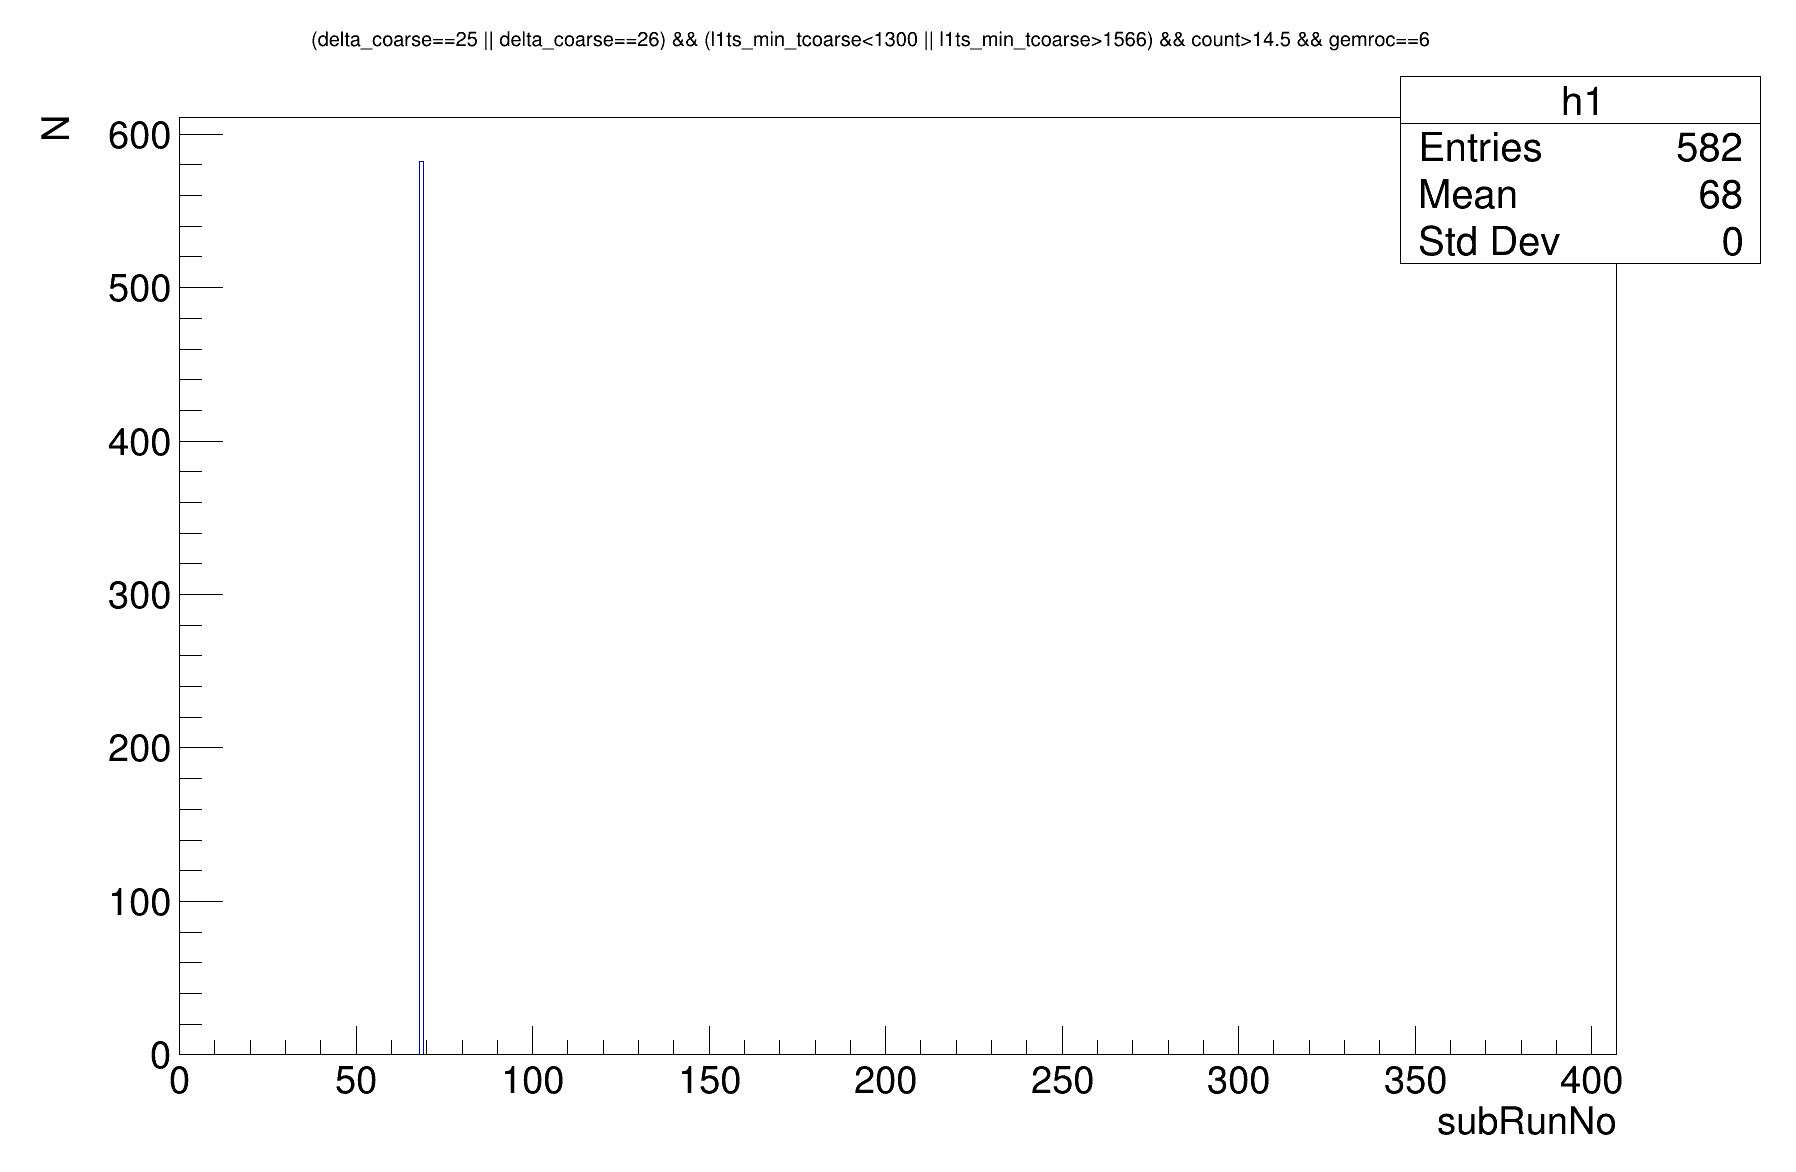 (delta_coarse==25 || delta_coarse==26) && (l1ts_min_tcoarse<1300 || l1ts_min_tcoarse>1566) && count>14.5 && gemroc==6
h1
Entries 582
Mean 68
Std Dev 0
N
600
500
400
300
200
100
0
0 50 100 150 200 250 300 350 400
subRunNo